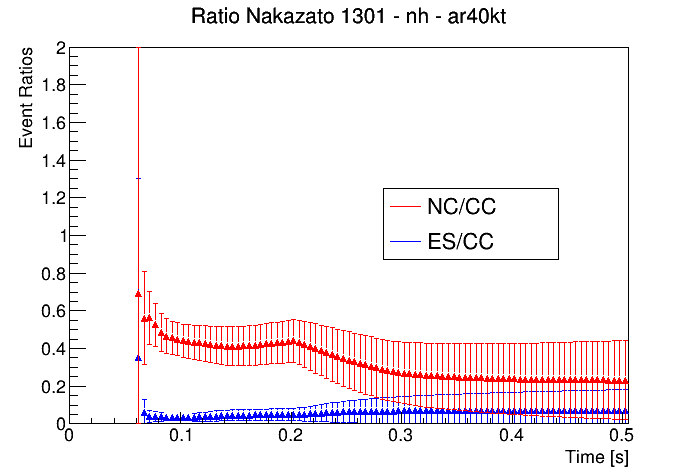 Ratio Nakazato 1301 - nh - ar40kt
Event Ratios
2
1.8
1.6
1.4
1.2
1
0.8
0.6
0.4
0.2
0
NC/CC
ES/CC
0 0.1 0.2 0.3 0.4 0.5
Time [s]